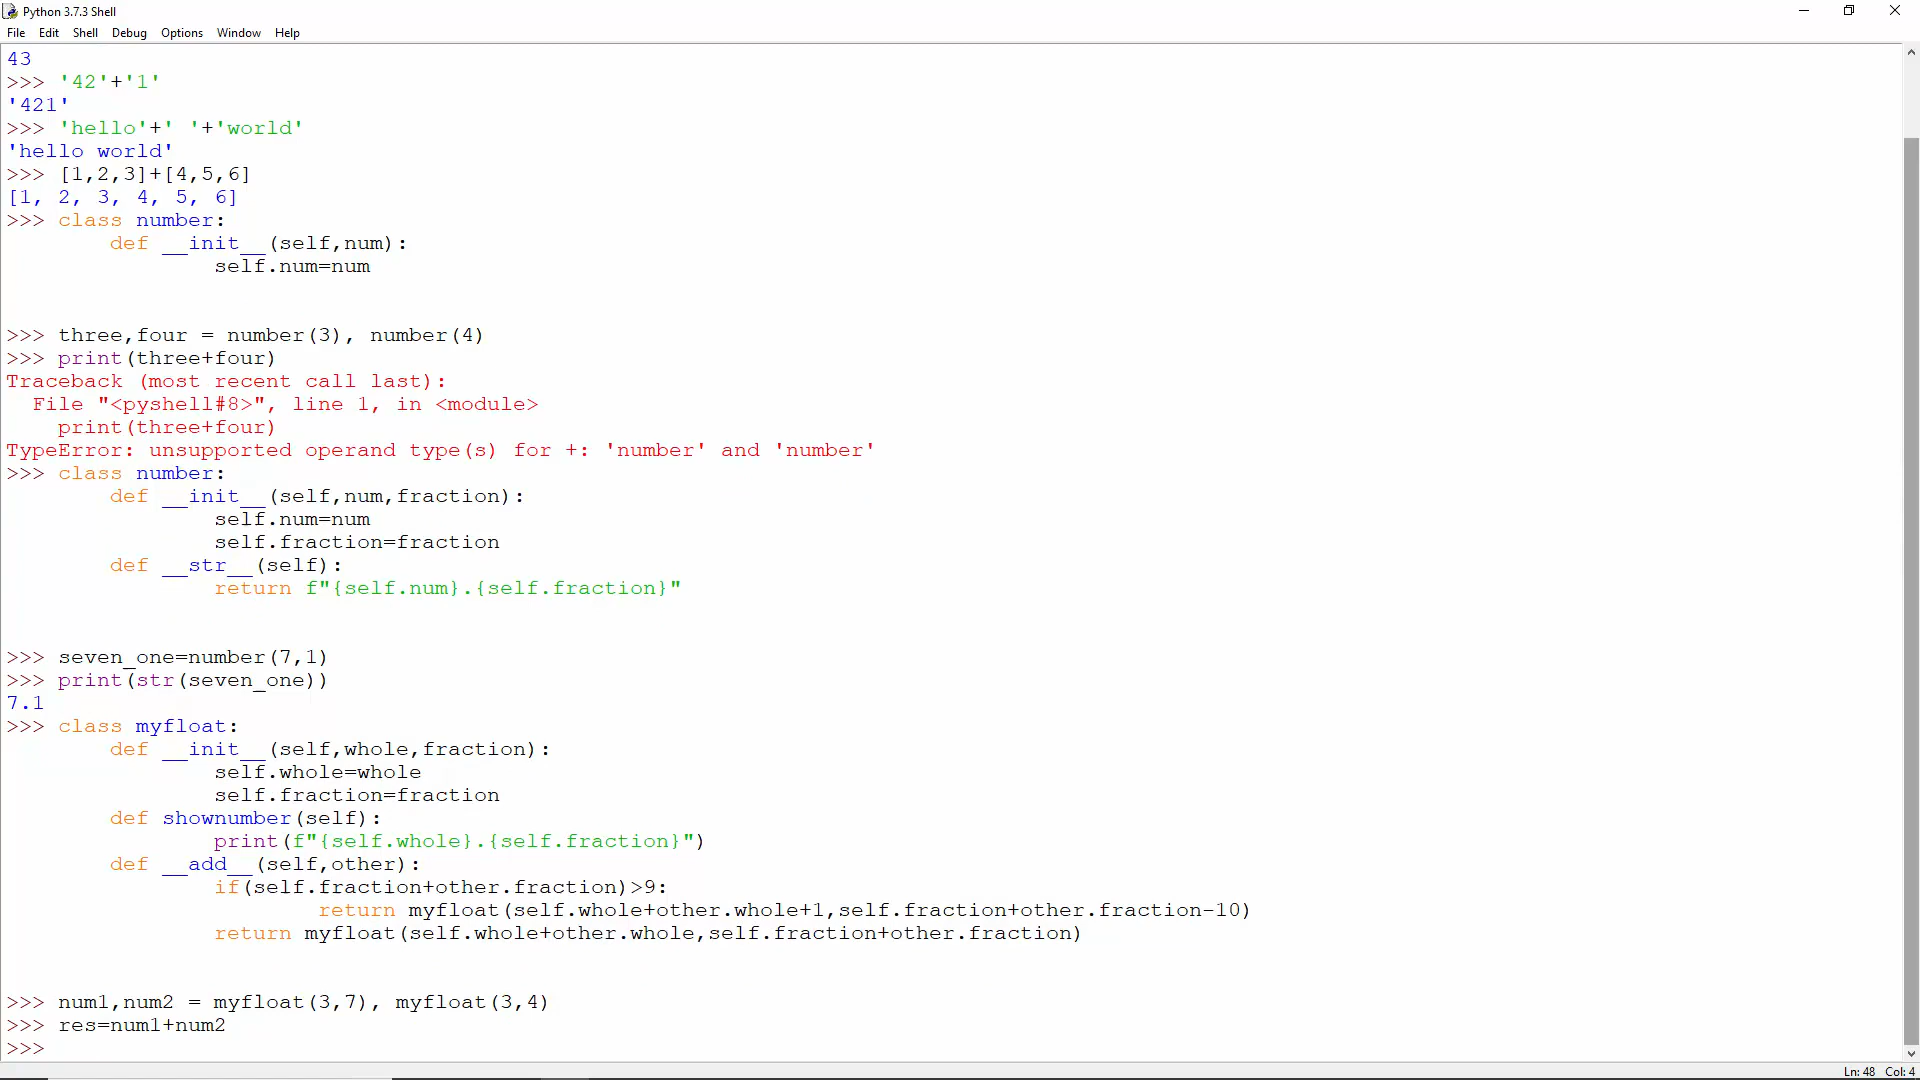 Python 3.7.3 Shell
File Edit Shell Debug Options Window Help
43
>>> '42'+'1'
'421'
>>> 'hello'+' '+'world'
'hello world'
>>> [1,2,3]+[4,5,6]
[1, 2, 3, 4, 5, 6]
>>> class number:
        def __init__(self,num):
                self.num=num
>>> three,four = number(3), number(4)
>>> print(three+four)
Traceback (most recent call last):
  File "<pyshell#8>", line 1, in <module>
    print(three+four)
TypeError: unsupported operand type(s) for +: 'number' and 'number'
>>> class number:
        def __init__(self,num,fraction):
                self.num=num
                self.fraction=fraction
        def __str__(self):
                return f"{self.num}.{self.fraction}"
>>> seven_one=number(7,1)
>>> print(str(seven_one))
7.1
>>> class myfloat:
        def __init__(self,whole,fraction):
                self.whole=whole
                self.fraction=fraction
        def shownumber(self):
                print(f"{self.whole}.{self.fraction}")
        def __add__(self,other):
                if(self.fraction+other.fraction)>9:
                        return myfloat(self.whole+other.whole+1,self.fraction+other.fraction-10)
                return myfloat(self.whole+other.whole,self.fraction+other.fraction)
>>> num1,num2 = myfloat(3,7), myfloat(3,4)
>>> res=num1+num2
>>>
Ln: 48 Col: 4